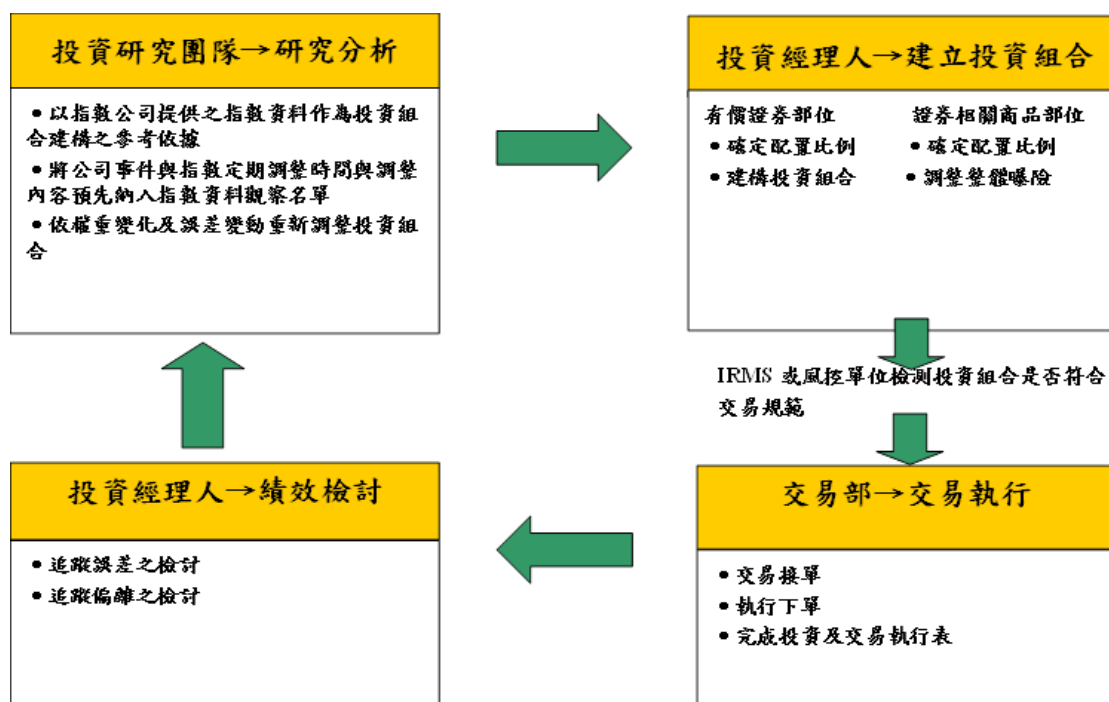 投資研究團隊→研究分析
• 以指數公司提供之指數資料作為投資組
合建構之參考依據
• 將公司事件與指數定期調整時間與調整
內容預先納入指數資料觀察名單
• 依權重變化及誤差變動重新調整投資組
合
投資經理人→建立投資組合
有價證券部位
• 確定配置比例
• 建構投資組合
證券相關商品部位
• 確定配置比例
• 調整整體曝險
IRMS 或風控單位檢測投資組合是否符合
交易規範
交易部→交易執行
• 交易接單
• 執行下單
• 完成投資及交易執行表
投資經理人→績效檢討
• 追蹤誤差之檢討
• 追蹤偏離之檢討